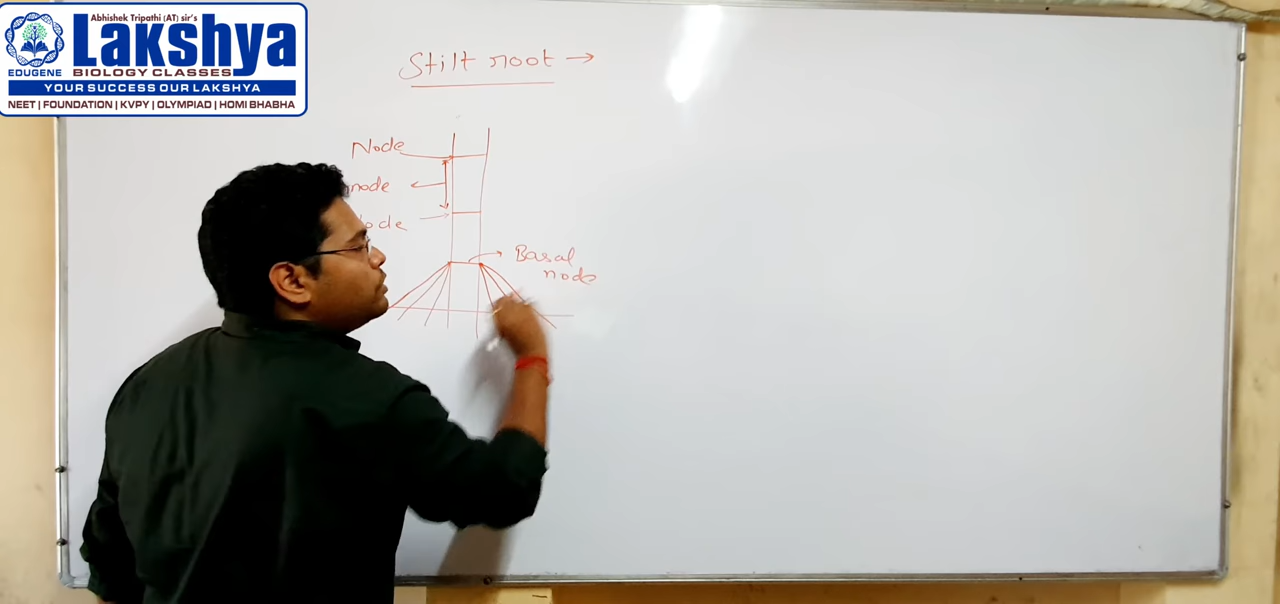 Abhishek Tripathi (AT) sir's
Lakshya
EDUGENE
BIOLOGY CLASSES
YOUR SUCCESS OUR LAKSHYA
NEET | FOUNDATION | KVPY | OLYMPIAD | HOMI BHABHA
Stilt root →
Node
node
Node
Basal
node